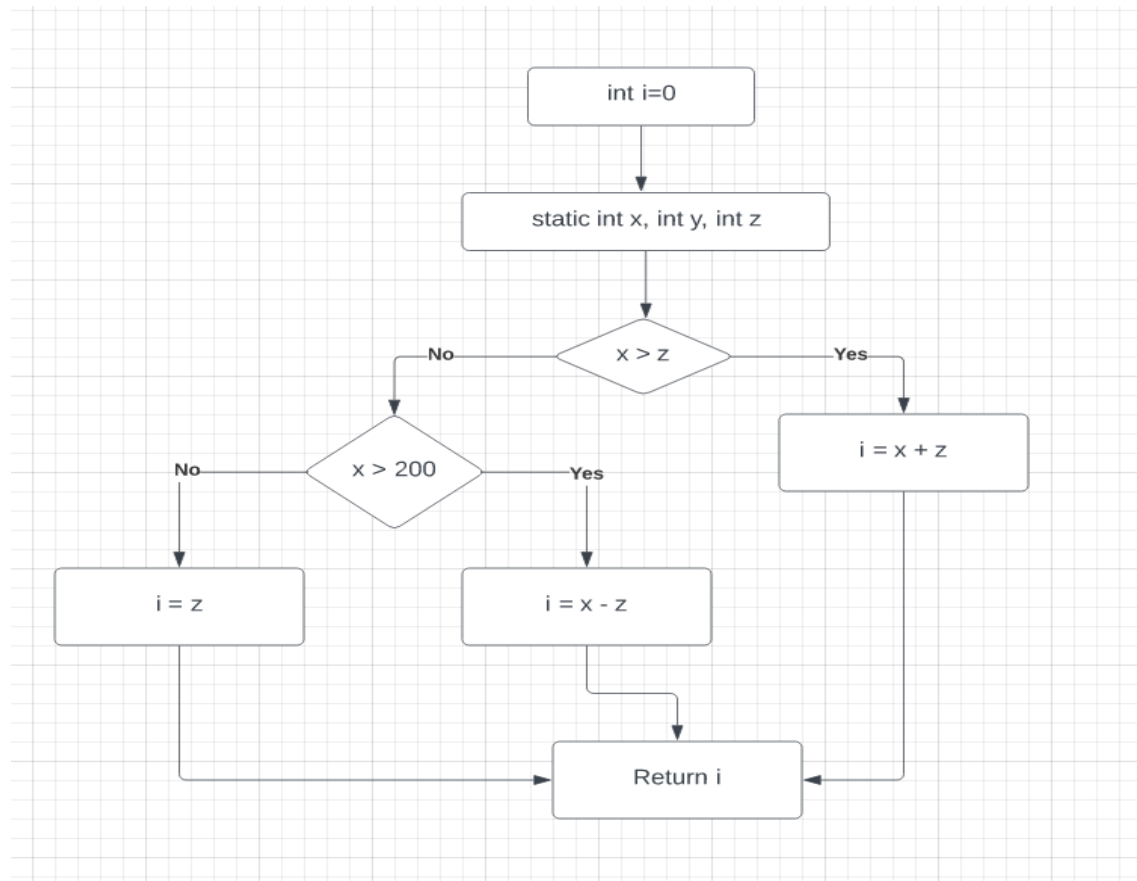 int i=0
static int x, int y, int z
x > z
No
Yes
i = x + z
x > 200
No
Yes
i = z
i = x - z
Return i